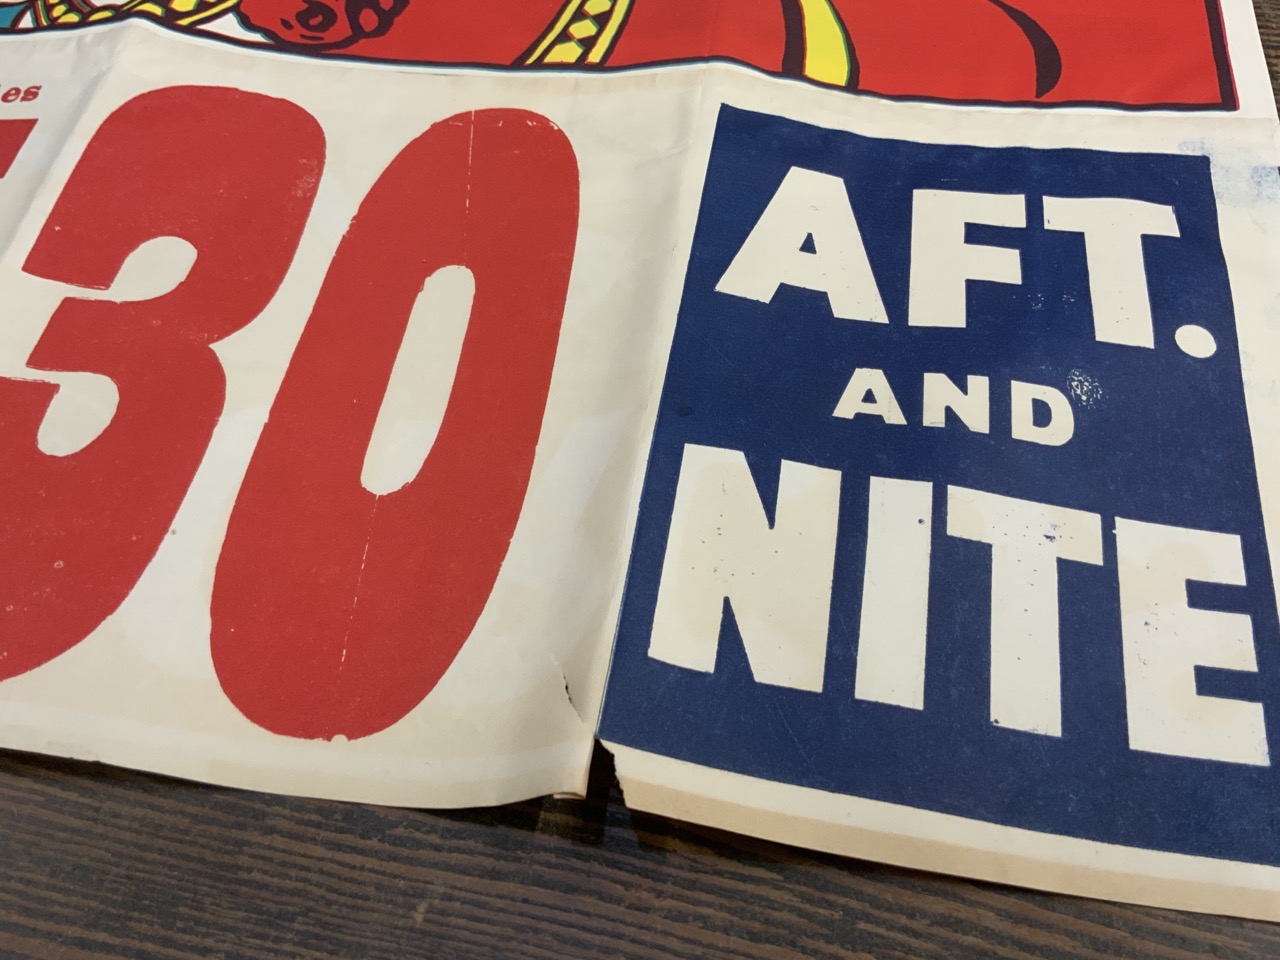 es
30
AFT.
AND
NITE